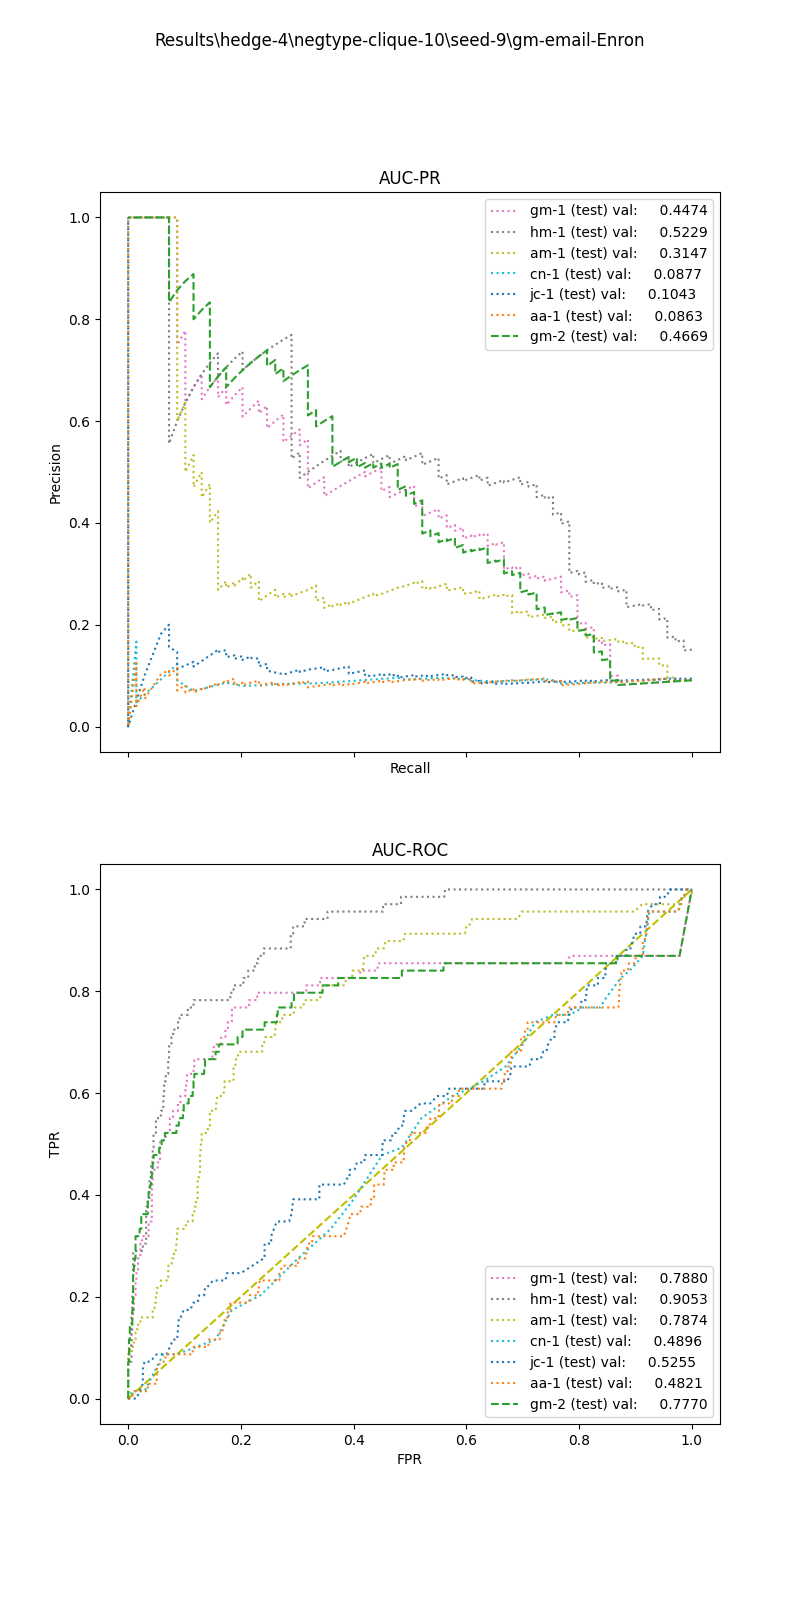 Results\hedge-4\negtype-clique-10\seed-9\gm-email-Enron
AUC-PR
1.0
0.8
0.6
0.4
0.2
0.0
Precision
Recall
gm-1 (test) val: 0.4474
hm-1 (test) val: 0.5229
am-1 (test) val: 0.3147
cn-1 (test) val: 0.0877
jc-1 (test) val: 0.1043
aa-1 (test) val: 0.0863
gm-2 (test) val: 0.4669
AUC-ROC
1.0
0.8
0.6
0.4
0.2
0.0
TPR
gm-1 (test) val: 0.7880
hm-1 (test) val: 0.9053
am-1 (test) val: 0.7874
cn-1 (test) val: 0.4896
jc-1 (test) val: 0.5255
aa-1 (test) val: 0.4821
gm-2 (test) val: 0.7770
0.0 0.2 0.4 0.6 0.8 1.0
FPR